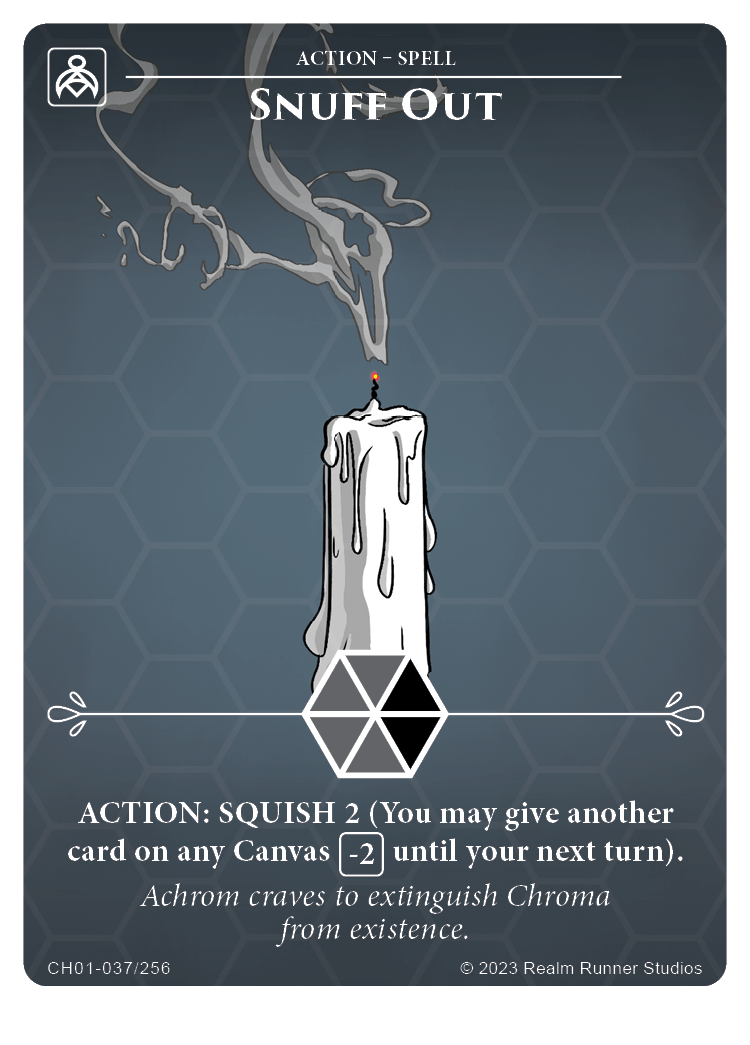 ACTION – SPELL
SNUFF OUT
ACTION: SQUISH 2 (You may give another
card on any Canvas -2 until your next turn).
Achrom craves to extinguish Chroma
from existence.
CH01-037/256
© 2023 Realm Runner Studios